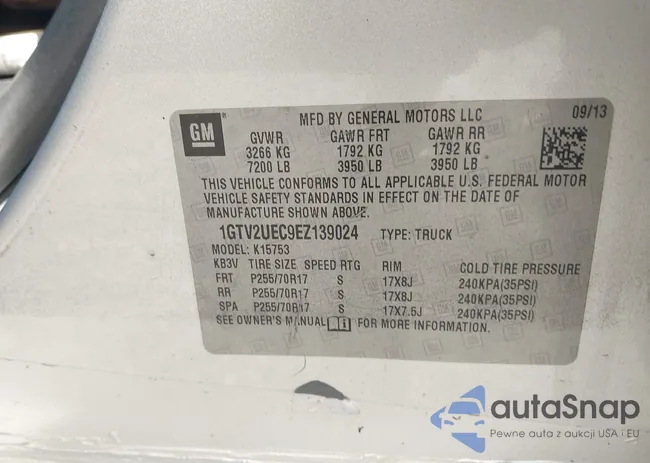 GM
MFD BY GENERAL MOTORS LLC 09/13
GVWR GAWR FRT GAWR RR
3266 KG 1792 KG 1792 KG
7200 LB 3950 LB 3950 LB
THIS VEHICLE CONFORMS TO ALL APPLICABLE U.S. FEDERAL MOTOR
VEHICLE SAFETY STANDARDS IN EFFECT ON THE DATE OF
MANUFACTURE SHOWN ABOVE.
1GTV2UEC9EZ139024 TYPE: TRUCK
MODEL: K15753
KB3V TIRE SIZE SPEED RTG RIM COLD TIRE PRESSURE
FRT P255/70R17 S 17X8J 240KPA(35PSI)
RR P255/70R17 S 17X8J 240KPA(35PSI)
SPA P255/70R17 S 17X7.5J 240KPA(35PSI)
SEE OWNER'S MANUAL FOR MORE INFORMATION.
autaSnap
Pewne auta z aukcji USA i EU